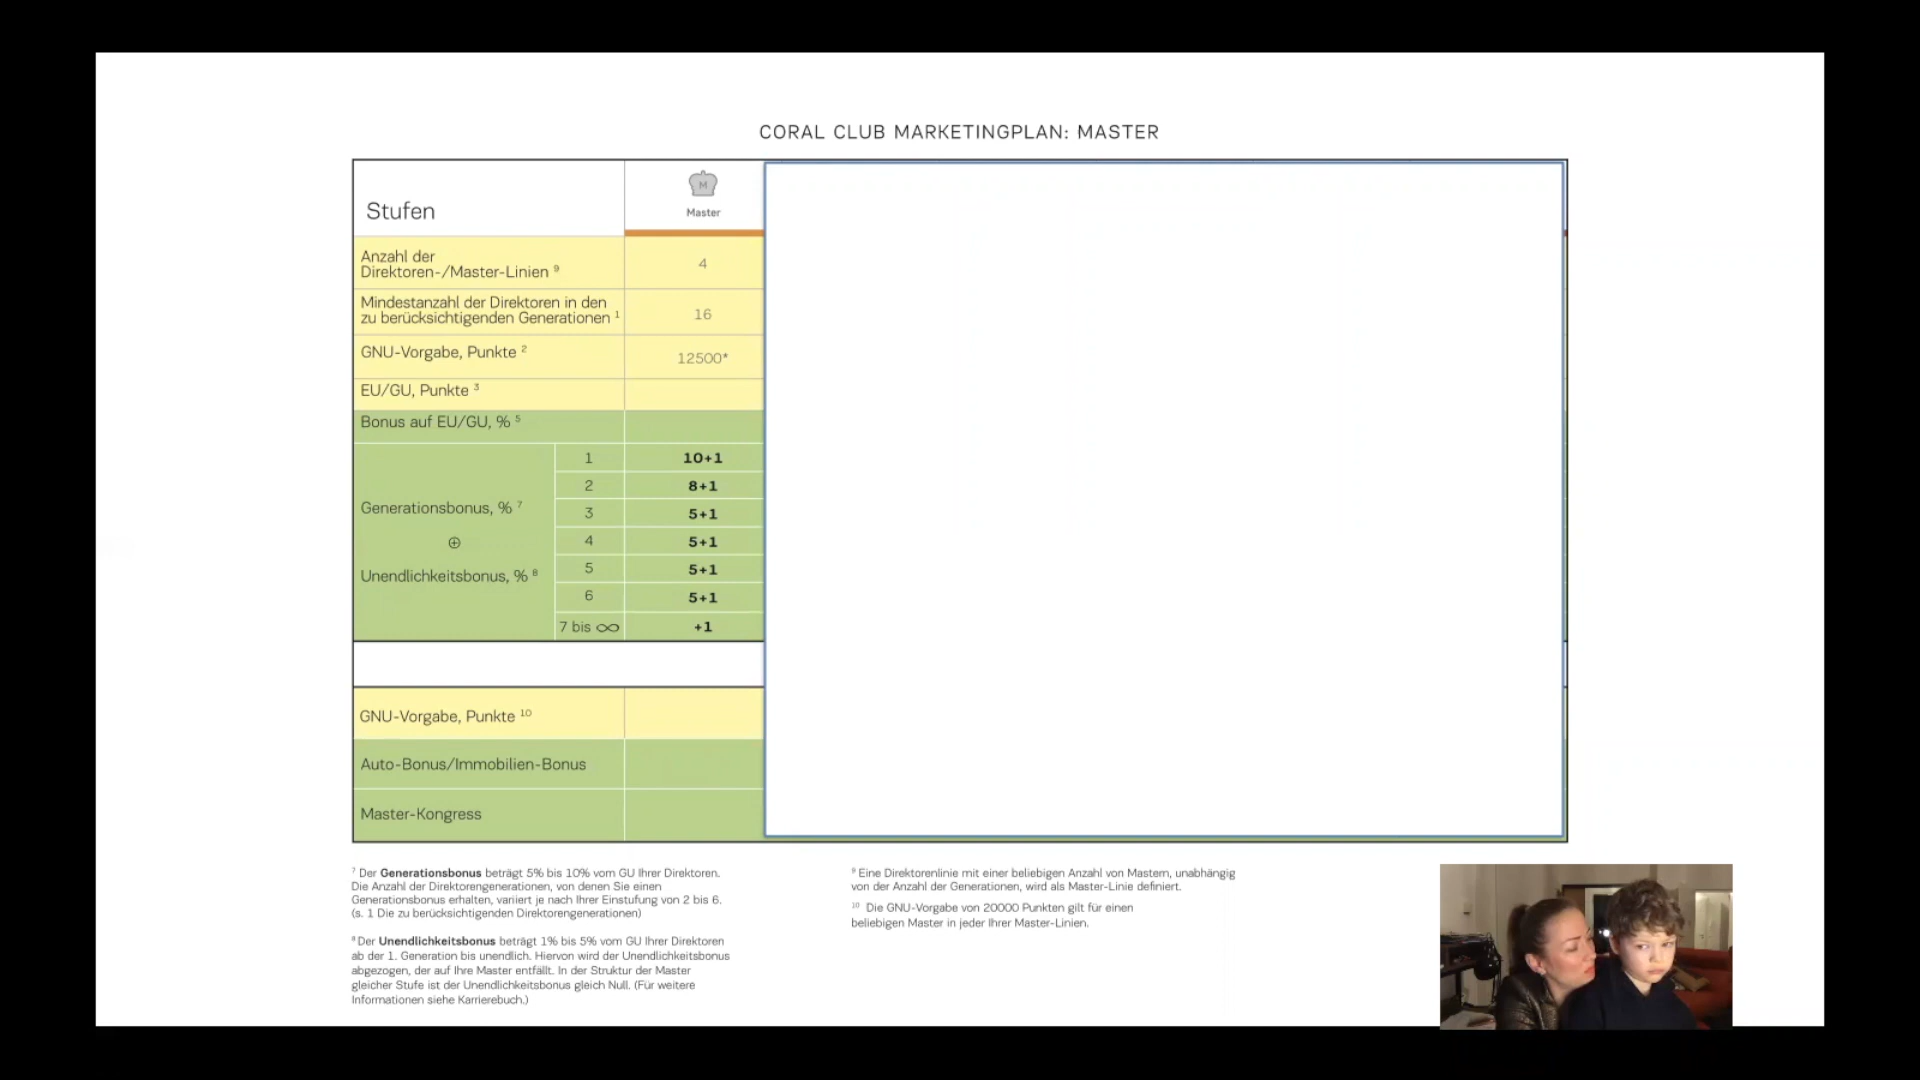 CORAL CLUB MARKETINGPLAN: MASTER
Stufen
M
Master
Anzahl der
Direktoren-/Master-Linien ⁹
4
Mindestanzahl der Direktoren in den
zu berücksichtigenden Generationen ¹
16
GNU-Vorgabe, Punkte ²
12500*
EU/GU, Punkte ³
Bonus auf EU/GU, % ⁵
Generationsbonus, % ⁷
⊕
Unendlichkeitsbonus, % ⁸
1 10+1
2 8+1
3 5+1
4 5+1
5 5+1
6 5+1
7 bis ∞ +1
GNU-Vorgabe, Punkte ¹⁰
Auto-Bonus/Immobilien-Bonus
Master-Kongress
⁷ Der Generationsbonus beträgt 5% bis 10% vom GU Ihrer Direktoren.
Die Anzahl der Direktorengenerationen, von denen Sie einen
Generationsbonus erhalten, variiert je nach Ihrer Einstufung von 2 bis 6.
(s. 1 Die zu berücksichtigenden Direktorengenerationen)
⁸ Der Unendlichkeitsbonus beträgt 1% bis 5% vom GU Ihrer Direktoren
ab der 1. Generation bis unendlich. Hiervon wird der Unendlichkeitsbonus
abgezogen, der auf Ihre Master entfällt. In der Struktur der Master
gleicher Stufe ist der Unendlichkeitsbonus gleich Null. (Für weitere
Informationen siehe Karrierebuch.)
⁹ Eine Direktorenlinie mit einer beliebigen Anzahl von Mastern, unabhängig
von der Anzahl der Generationen, wird als Master-Linie definiert.
¹⁰ Die GNU-Vorgabe von 20000 Punkten gilt für einen
beliebigen Master in jeder Ihrer Master-Linien.